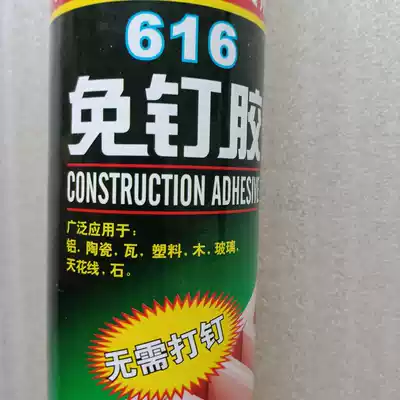 616
免钉胶
CONSTRUCTION ADHESIVE
广泛应用于:
铝.陶瓷.瓦.塑料.木.玻璃.
天花线.石。
无需打钉